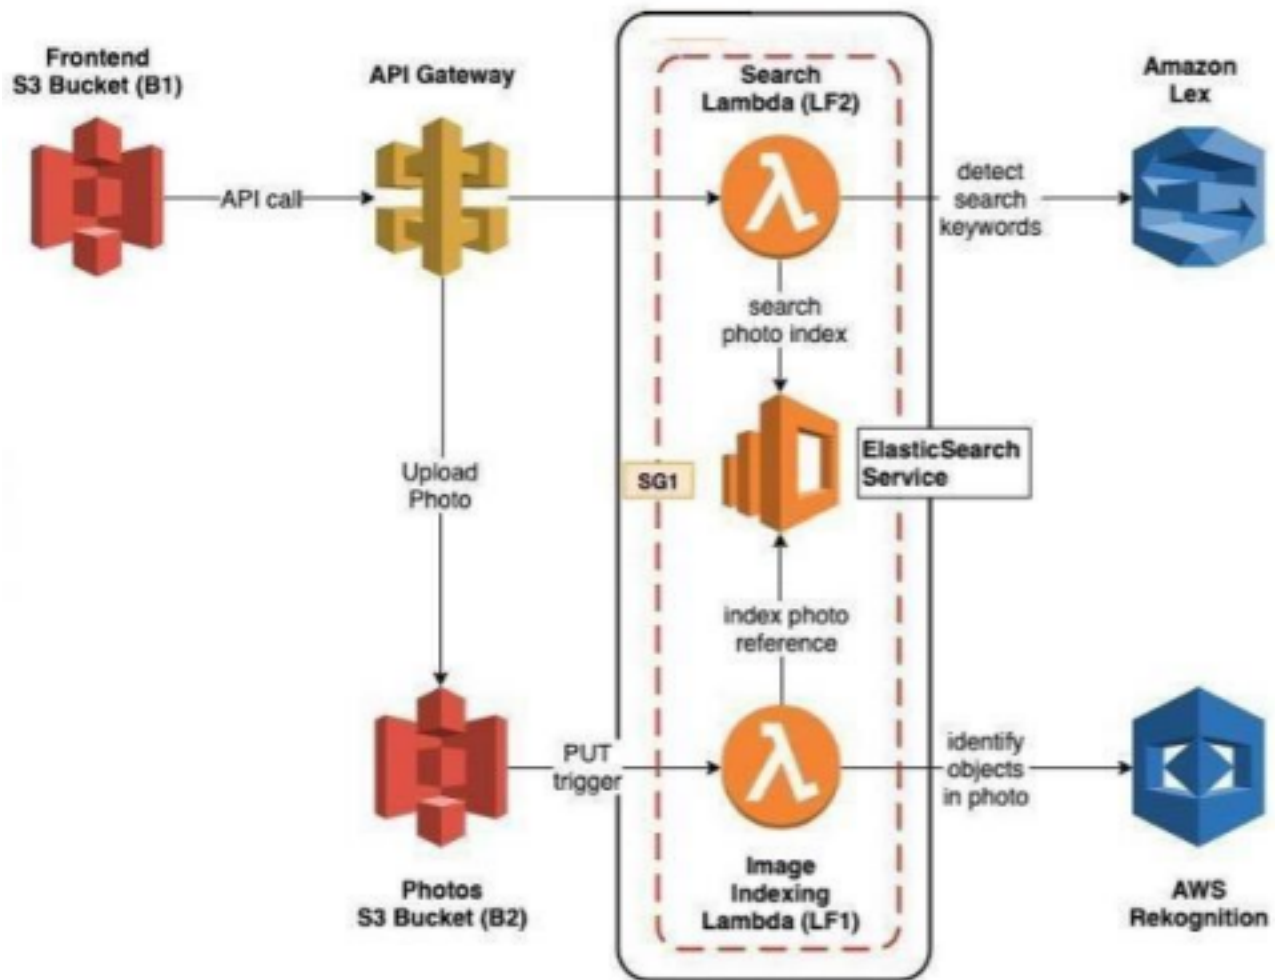 Frontend
S3 Bucket (B1)
API Gateway
Search
Lambda (LF2)
Amazon
Lex
API call
detect
search
keywords
search
photo index
ElasticSearch
Service
SG1
Upload
Photo
index photo
reference
PUT
trigger
identify
objects
in photo
Photos
S3 Bucket (B2)
Image
Indexing
Lambda (LF1)
AWS
Rekognition